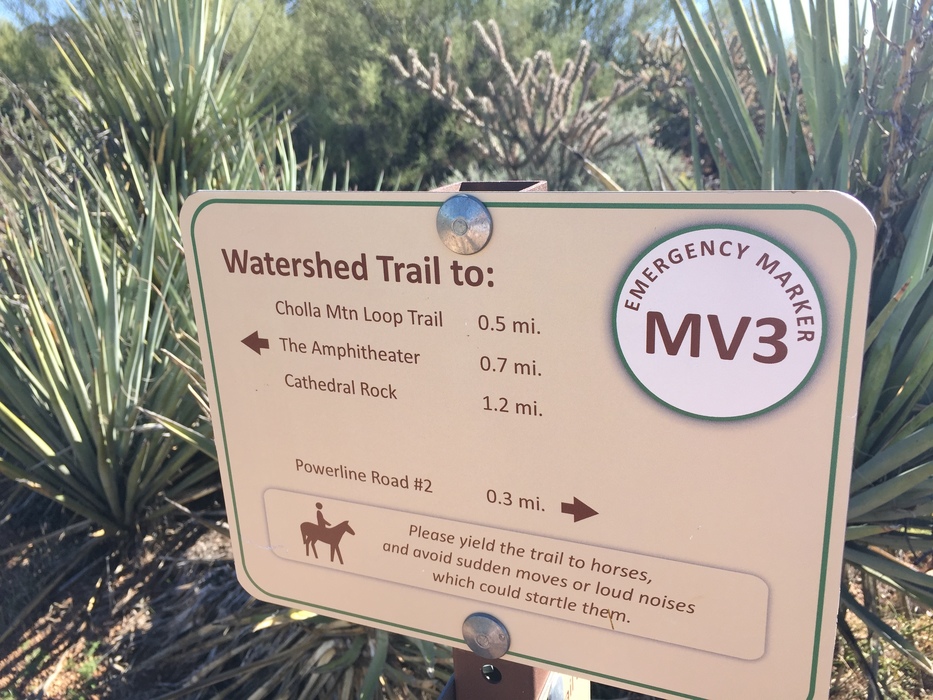 Watershed Trail to:
Cholla Mtn Loop Trail 0.5 mi.
The Amphitheater 0.7 mi.
Cathedral Rock 1.2 mi.
EMERGENCY MARKER
MV3
Powerline Road #2 0.3 mi.
Please yield the trail to horses,
and avoid sudden moves or loud noises
which could startle them.